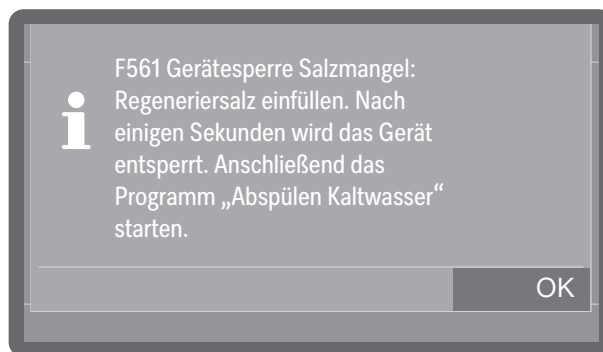 F561 Gerätesperre Salzmangel:
Regeneriersalz einfüllen. Nach
einigen Sekunden wird das Gerät
entsperrt. Anschließend das
Programm „Abspülen Kaltwasser“
starten.
OK